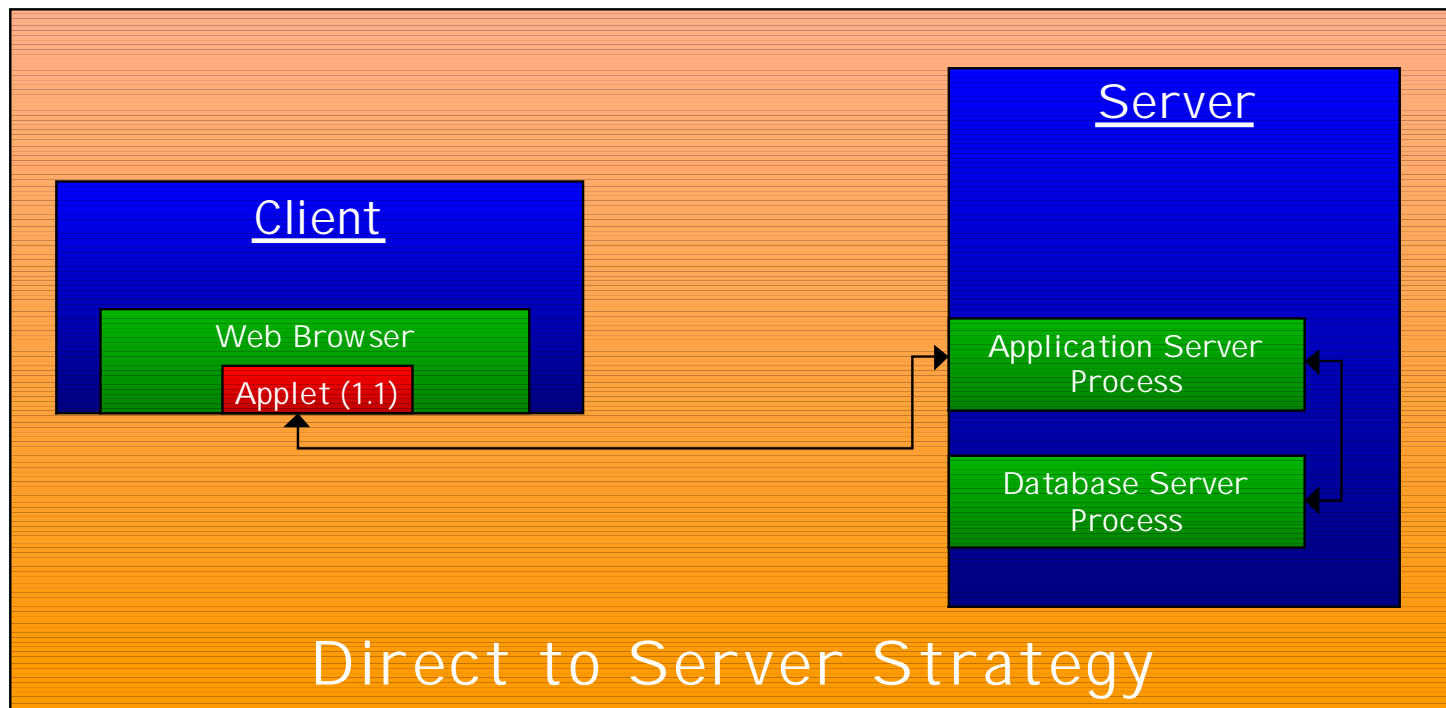 Server
Client
Web Browser
Applet (1.1)
Application Server
Process
Database Server
Process
Direct to Server Strategy